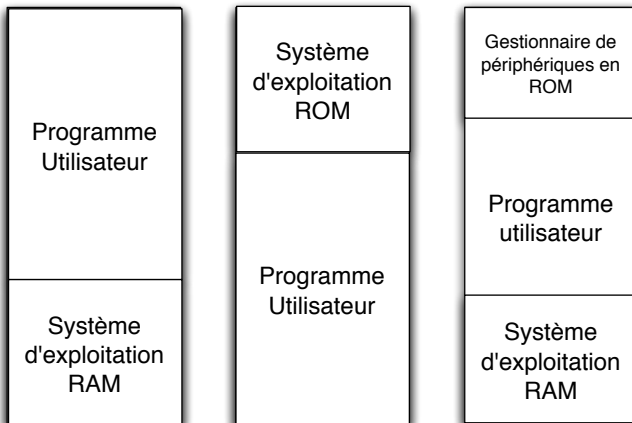 Programme
Utilisateur
Système
d'exploitation
RAM
Système
d'exploitation
ROM
Programme
Utilisateur
Gestionnaire de
périphériques en
ROM
Programme
utilisateur
Système
d'exploitation
RAM